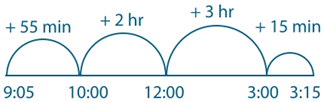 + 55 min + 2 hr + 3 hr + 15 min
9:05 10:00 12:00 3:00 3:15